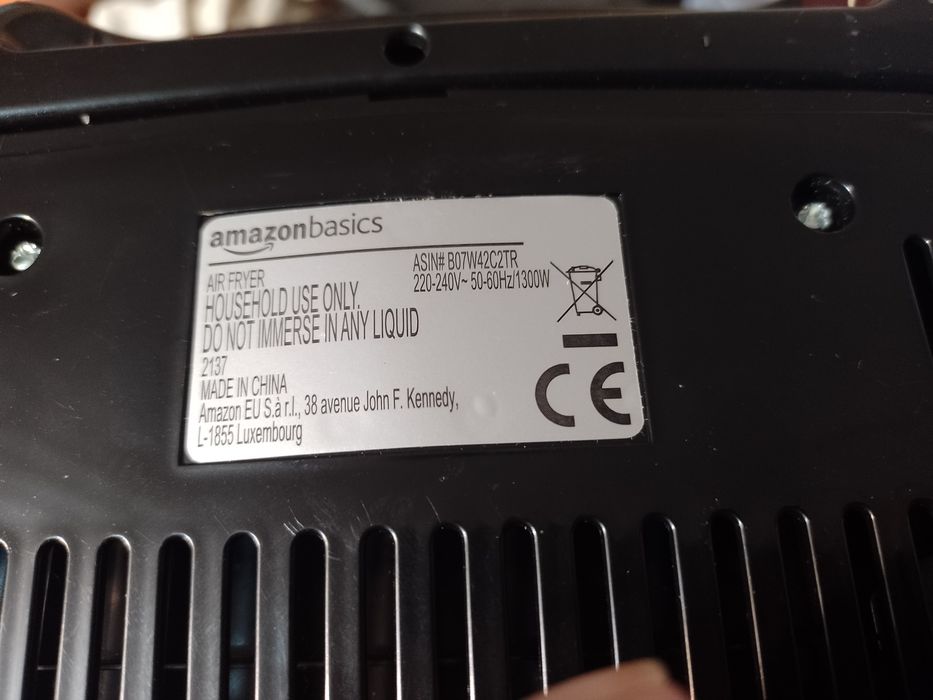 amazonbasics
AIR FRYER
ASIN# B07W42C2TR
220-240V~ 50-60Hz/1300W
HOUSEHOLD USE ONLY.
DO NOT IMMERSE IN ANY LIQUID
2137
MADE IN CHINA
Amazon EU S.à r.l., 38 avenue John F. Kennedy,
L-1855 Luxembourg
CE